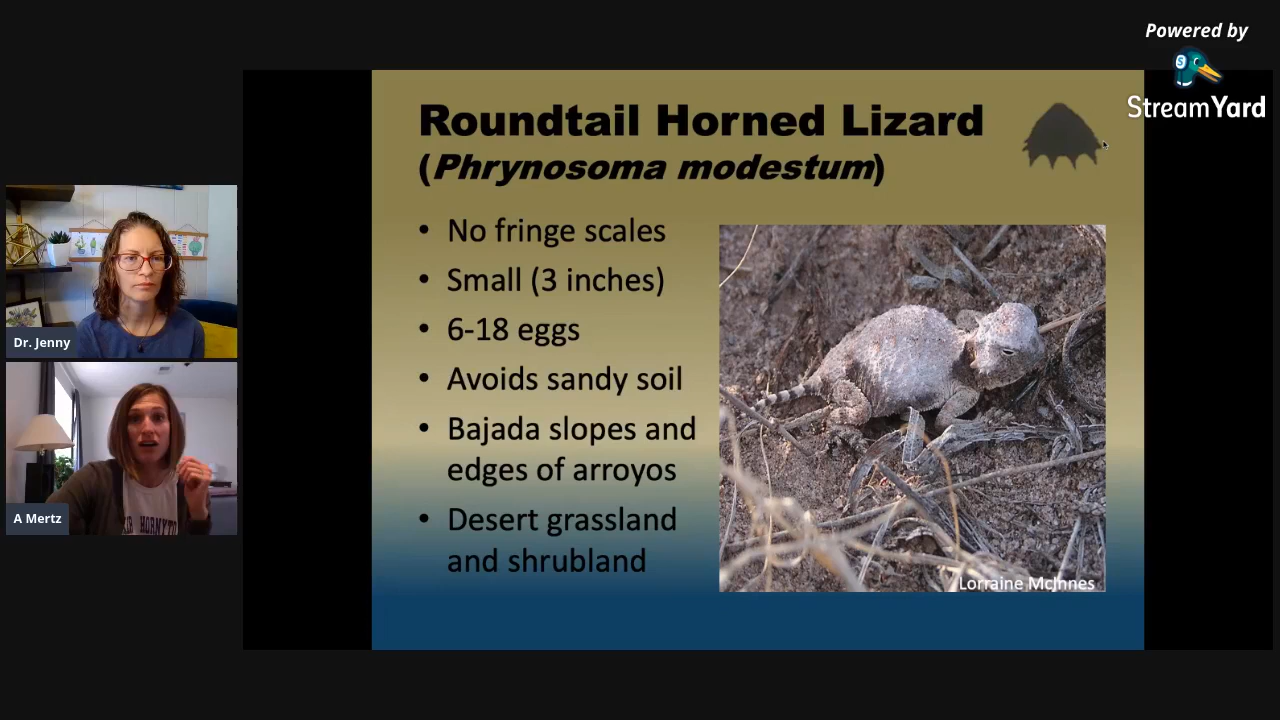 Powered by
StreamYard
Roundtail Horned Lizard
(Phrynosoma modestum)
• No fringe scales
• Small (3 inches)
• 6-18 eggs
• Avoids sandy soil
• Bajada slopes and
edges of arroyos
• Desert grassland
and shrubland
Lorraine McInnes
Dr. Jenny
A Mertz